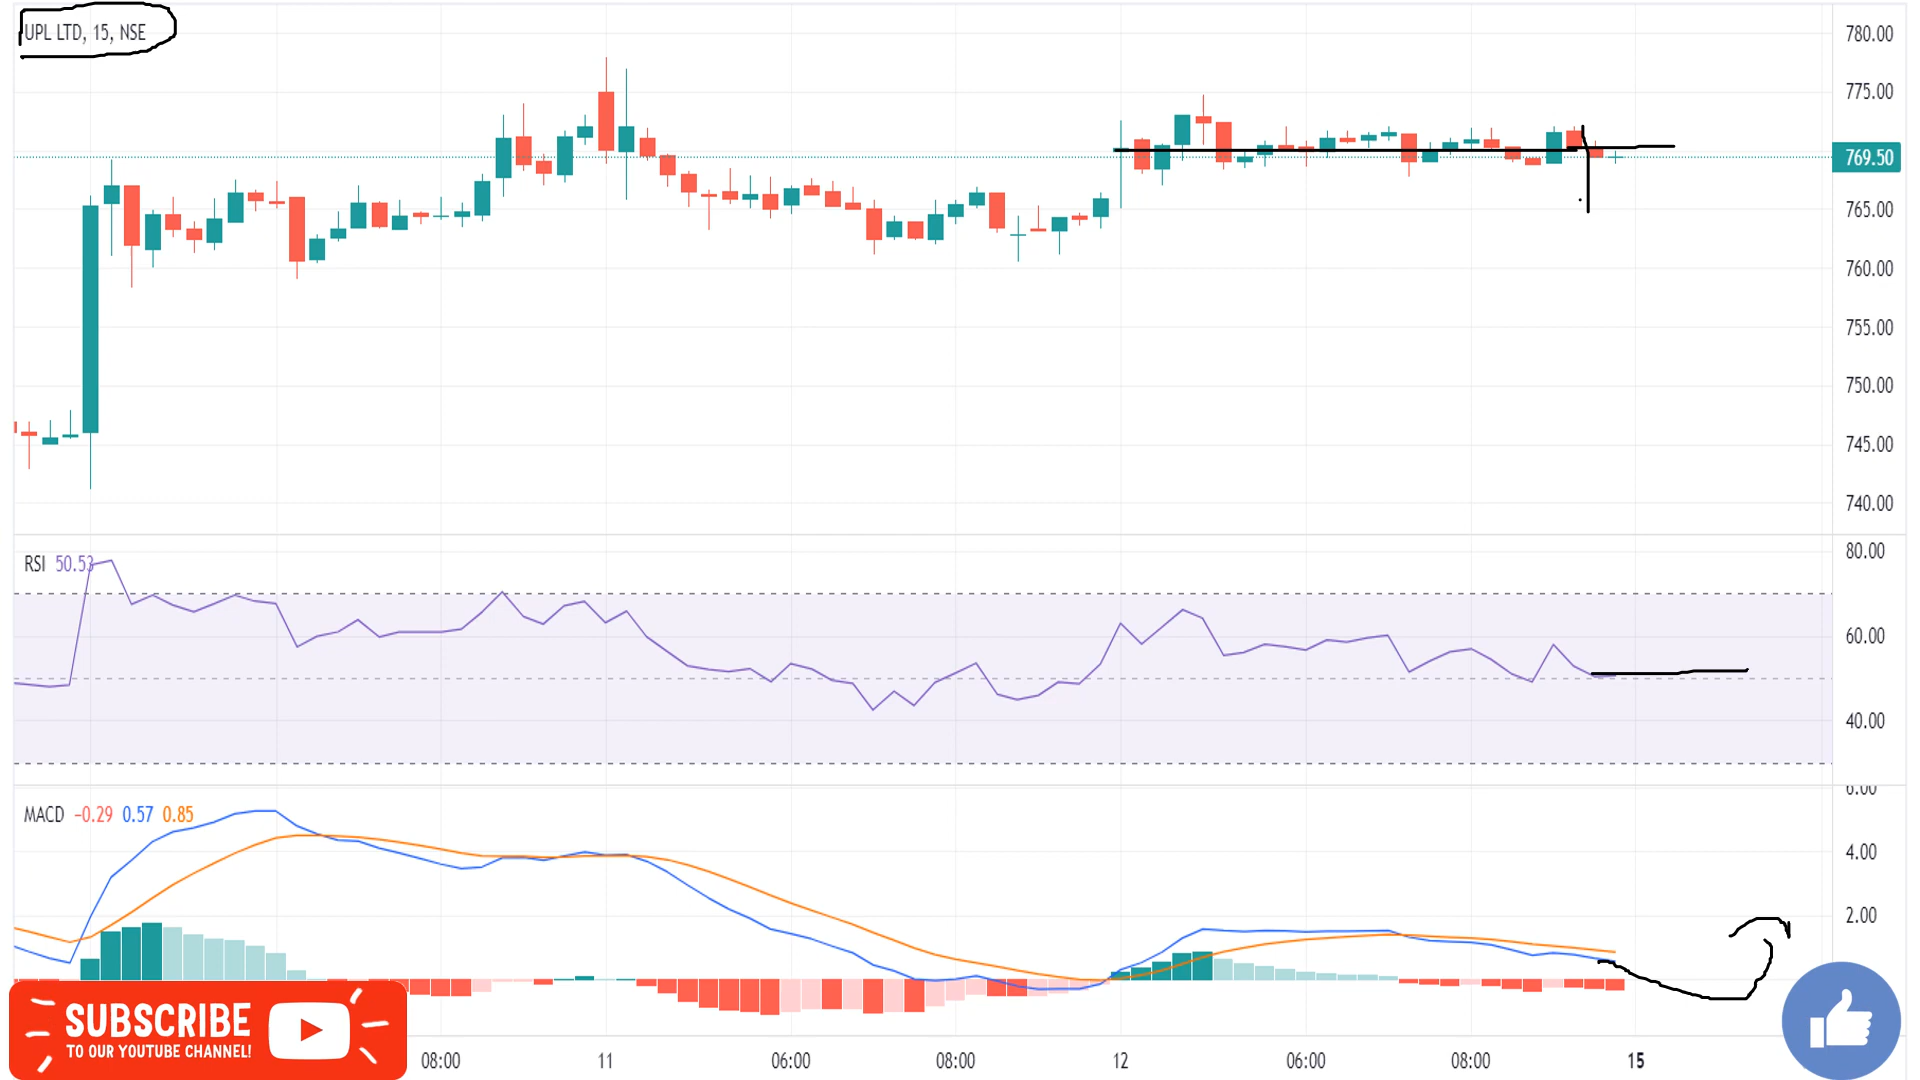 UPL LTD, 15, NSE
780.00
775.00
769.50
765.00
760.00
755.00
750.00
745.00
740.00
RSI 50.53
80.00
60.00
40.00
MACD −0.29 0.57 0.85
6.00
4.00
2.00
SUBSCRIBE
TO OUR YOUTUBE CHANNEL!
08:00 11 06:00 08:00 12 06:00 08:00 15